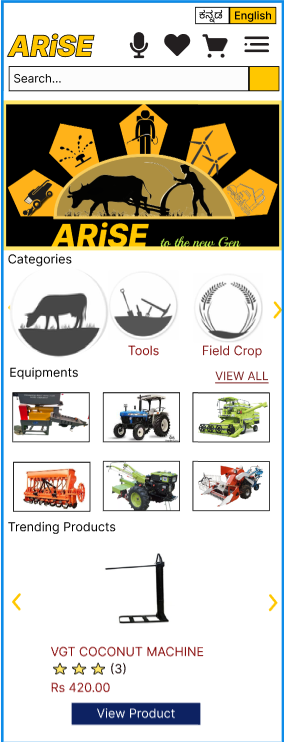 ಕನ್ನಡ English
ARiSE
Search...
ARiSE to the new Gen
Categories
Tools Field Crop
Equipments VIEW ALL
Trending Products
VGT COCONUT MACHINE
(3)
Rs 420.00
View Product